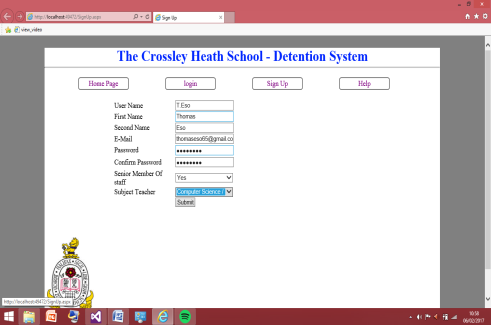 http://localhost:49472/SignUp.aspx
Sign Up
view_video
The Crossley Heath School - Detention System
Home Page login Sign Up Help
User Name T.Eso
First Name Thomas
Second Name Eso
E-Mail thomaseso65@gmail.co
Password
Confirm Password
Senior Member Of staff Yes
Subject Teacher Computer Science /
Submit
http://localhost:49472/SignUp.aspx
10:58
06/02/2017